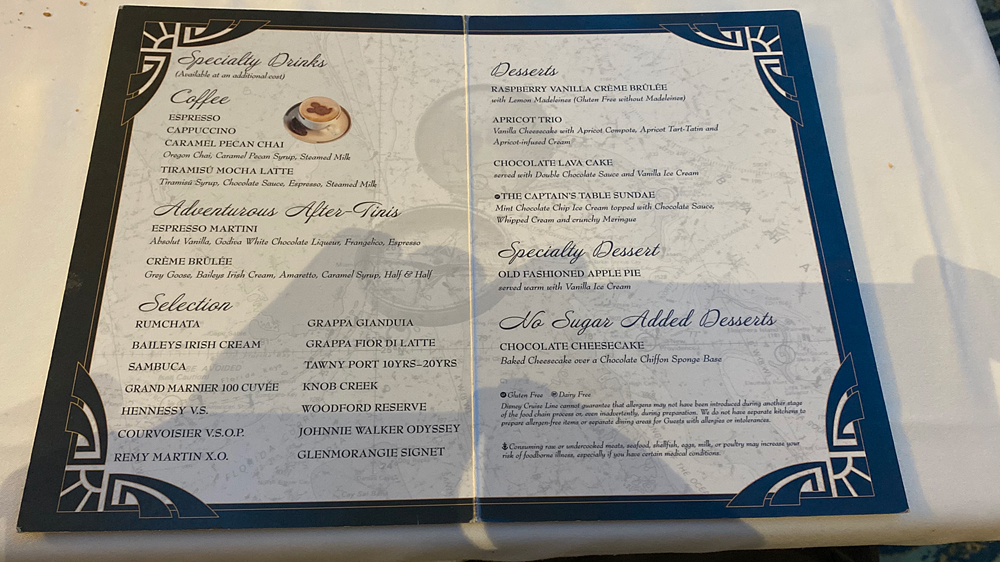 Specialty Drinks
(Available at an additional cost)
Coffee
ESPRESSO
CAPPUCCINO
CARAMEL PECAN CHAI
Oregon Chai, Caramel Pecan Syrup, Steamed Milk
TIRAMISÚ MOCHA LATTE
Tiramisú Syrup, Chocolate Sauce, Espresso, Steamed Milk
Adventurous After-Tinis
ESPRESSO MARTINI
Absolut Vanilla, Godiva White Chocolate Liqueur, Frangelico, Espresso
CRÈME BRÛLÉE
Grey Goose, Baileys Irish Cream, Amaretto, Caramel Syrup, Half & Half
Selection
RUMCHATA
BAILEYS IRISH CREAM
SAMBUCA
GRAND MARNIER 100 CUVÉE
HENNESSY V.S.
COURVOISIER V.S.O.P.
REMY MARTIN X.O.
GRAPPA GIANDUIA
GRAPPA FIOR DI LATTE
TAWNY PORT 10YRS–20YRS
KNOB CREEK
WOODFORD RESERVE
JOHNNIE WALKER ODYSSEY
GLENMORANGIE SIGNET
Desserts
RASPBERRY VANILLA CRÈME BRÛLÉE
with Lemon Madeleines (Gluten Free without Madeleines)
APRICOT TRIO
Vanilla Cheesecake with Apricot Compote, Apricot Tart-Tatin and
Apricot-infused Cream
CHOCOLATE LAVA CAKE
served with Double Chocolate Sauce and Vanilla Ice Cream
THE CAPTAIN'S TABLE SUNDAE
Mint Chocolate Chip Ice Cream topped with Chocolate Sauce,
Whipped Cream and crunchy Meringue
Specialty Dessert
OLD FASHIONED APPLE PIE
served warm with Vanilla Ice Cream
No Sugar Added Desserts
CHOCOLATE CHEESECAKE
Baked Cheesecake over a Chocolate Chiffon Sponge Base
Gluten Free Dairy Free
Disney Cruise Line cannot guarantee that allergens may not have been introduced during another stage
of the food chain process or, even inadvertently, during preparation. We do not have separate kitchens to
prepare allergen-free items or separate dining areas for Guests with allergies or intolerances.
Consuming raw or undercooked meats, seafood, shellfish, eggs, milk, or poultry may increase your
risk of foodborne illness, especially if you have certain medical conditions.